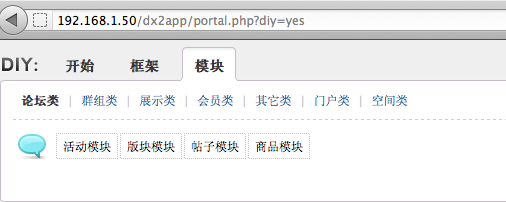 192.168.1.50/dx2app/portal.php?diy=yes
DIY: 开始 框架 模块
论坛类 | 群组类 | 展示类 | 会员类 | 其它类 | 门户类 | 空间类
活动模块 版块模块 帖子模块 商品模块